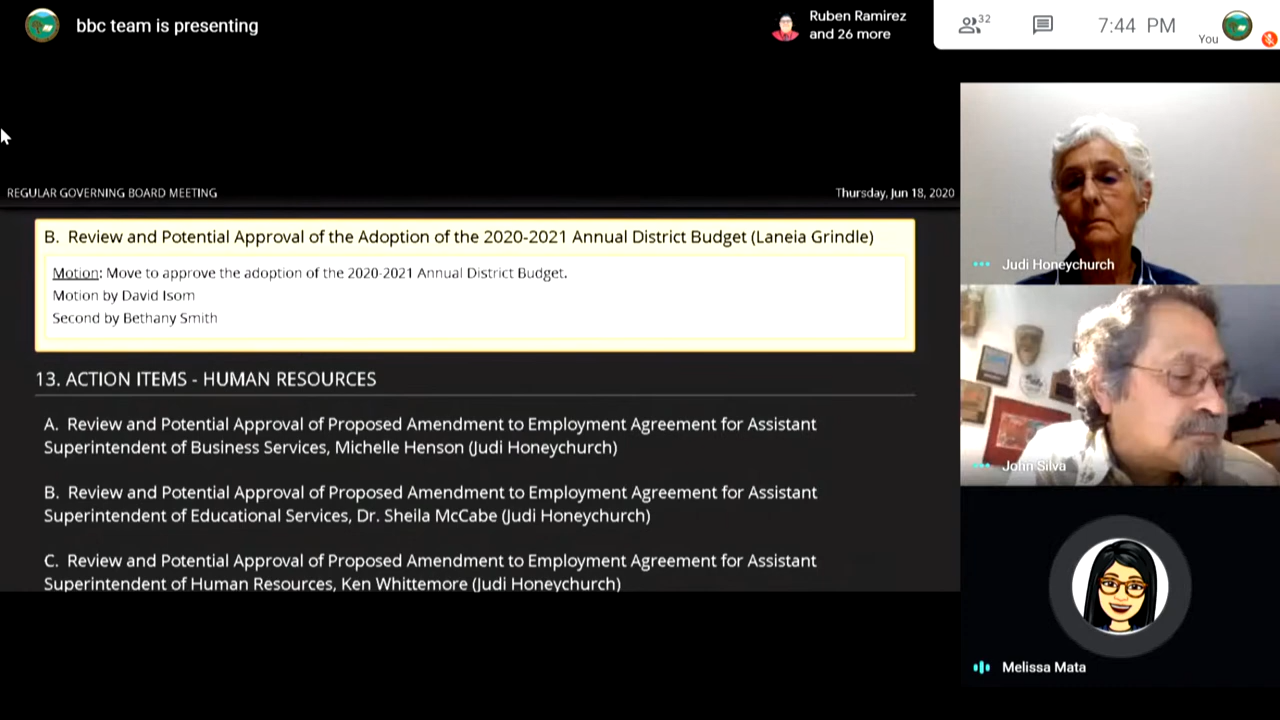 bbc team is presenting
Ruben Ramirez
and 26 more
32
7:44 PM
You
REGULAR GOVERNING BOARD MEETING
Thursday, Jun 18, 2020
B. Review and Potential Approval of the Adoption of the 2020-2021 Annual District Budget (Laneia Grindle)
Motion: Move to approve the adoption of the 2020-2021 Annual District Budget.
Motion by David Isom
Second by Bethany Smith
13. ACTION ITEMS - HUMAN RESOURCES
A. Review and Potential Approval of Proposed Amendment to Employment Agreement for Assistant
Superintendent of Business Services, Michelle Henson (Judi Honeychurch)
B. Review and Potential Approval of Proposed Amendment to Employment Agreement for Assistant
Superintendent of Educational Services, Dr. Sheila McCabe (Judi Honeychurch)
C. Review and Potential Approval of Proposed Amendment to Employment Agreement for Assistant
Superintendent of Human Resources, Ken Whittemore (Judi Honeychurch)
Judi Honeychurch
John Silva
Melissa Mata